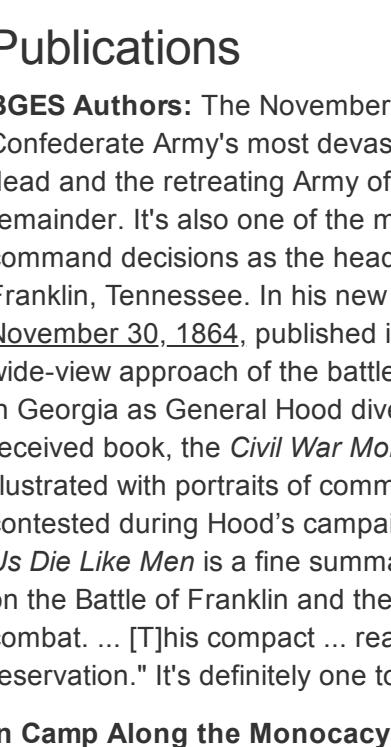 Publications
BGES Authors: The November
Confederate Army's most devas
dead and the retreating Army of
remainder. It's also one of the m
command decisions as the head
Franklin, Tennessee. In his new
November 30, 1864, published i
wide-view approach of the battle
in Georgia as General Hood dive
received book, the Civil War Mo
illustrated with portraits of comm
contested during Hood’s campai
Us Die Like Men is a fine summa
on the Battle of Franklin and the
combat. ... [T]his compact ... rea
reservation." It's definitely one to
In Camp Along the Monocacy